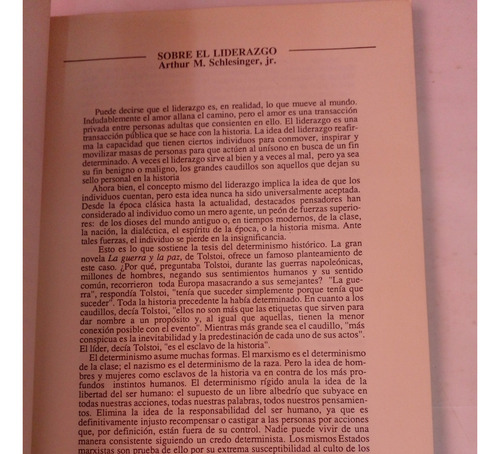 SOBRE EL LIDERAZGO
Arthur M. Schlesinger, jr.
Puede decirse que el liderazgo es, en realidad, lo que mueve al mundo.
Indudablemente el amor allana el camino, pero el amor es una transacción
privada entre personas adultas que consienten en ello. El liderazgo es una
transacción pública que se hace con la historia. La idea del liderazgo reafir-
ma la capacidad que tienen ciertos individuos para conmover, inspirar y
movilizar masas de personas para que actúen al unísono en busca de un fin
determinado. A veces el liderazgo sirve al bien y a veces al mal, pero ya sea
su fin benigno o maligno, los grandes caudillos son aquellos que dejan su
sello personal en la historia
Ahora bien, el concepto mismo del liderazgo implica la idea de que los
individuos cuentan, pero esta idea nunca ha sido universalmente aceptada.
Desde la época clásica hasta la actualidad, destacados pensadores han
considerado al individuo como un mero agente, un peón de fuerzas superio-
res: de los dioses del mundo antiguo o, en tiempos modernos, de la clase,
la nación, la dialéctica, el espíritu de la época, o la historia misma. Ante
tales fuerzas, el individuo se pierde en la insignificancia.
Esto es lo que sostiene la tesis del determinismo histórico. La gran
novela La guerra y la paz, de Tolstoi, ofrece un famoso planteamiento de
este caso. ¿Por qué, preguntaba Tolstoi, durante las guerras napoleónicas,
millones de hombres, negando sus sentimientos humanos y su sentido
común, recorrieron toda Europa masacrando a sus semejantes? "La gue-
rra", respondía Tolstoi, "tenía que suceder simplemente porque tenía que
suceder". Toda la historia precedente la había determinado. En cuanto a los
caudillos, decía Tolstoi, "ellos no son más que las etiquetas que sirven para
dar nombre a un propósito y, al igual que aquellas, tienen la menor
conexión posible con el evento". Mientras más grande sea el caudillo, "más
conspicua es la inevitabilidad y la predestinación de cada uno de sus actos".
El líder, decía Tolstoi, "es el esclavo de la historia".
El determinismo asume muchas formas. El marxismo es el determinismo
de la clase; el nazismo es el determinismo de la raza. Pero la idea de hom-
bres y mujeres como esclavos de la historia va en contra de los más pro-
fundos instintos humanos. El determinismo rígido anula la idea de la
libertad del ser humano: el supuesto de un libre albedrío que subyace en
todas nuestras acciones, todas nuestras palabras, todos nuestros pensamien-
tos. Elimina la idea de la responsabilidad del ser humano, ya que es
definitivamente injusto recompensar o castigar a las personas por acciones
que, por definición, están fuera de su control. Nadie puede vivir de una
manera consistente siguiendo un credo determinista. Los mismos Estados
marxistas son prueba de ello por su extrema susceptibilidad al culto de los